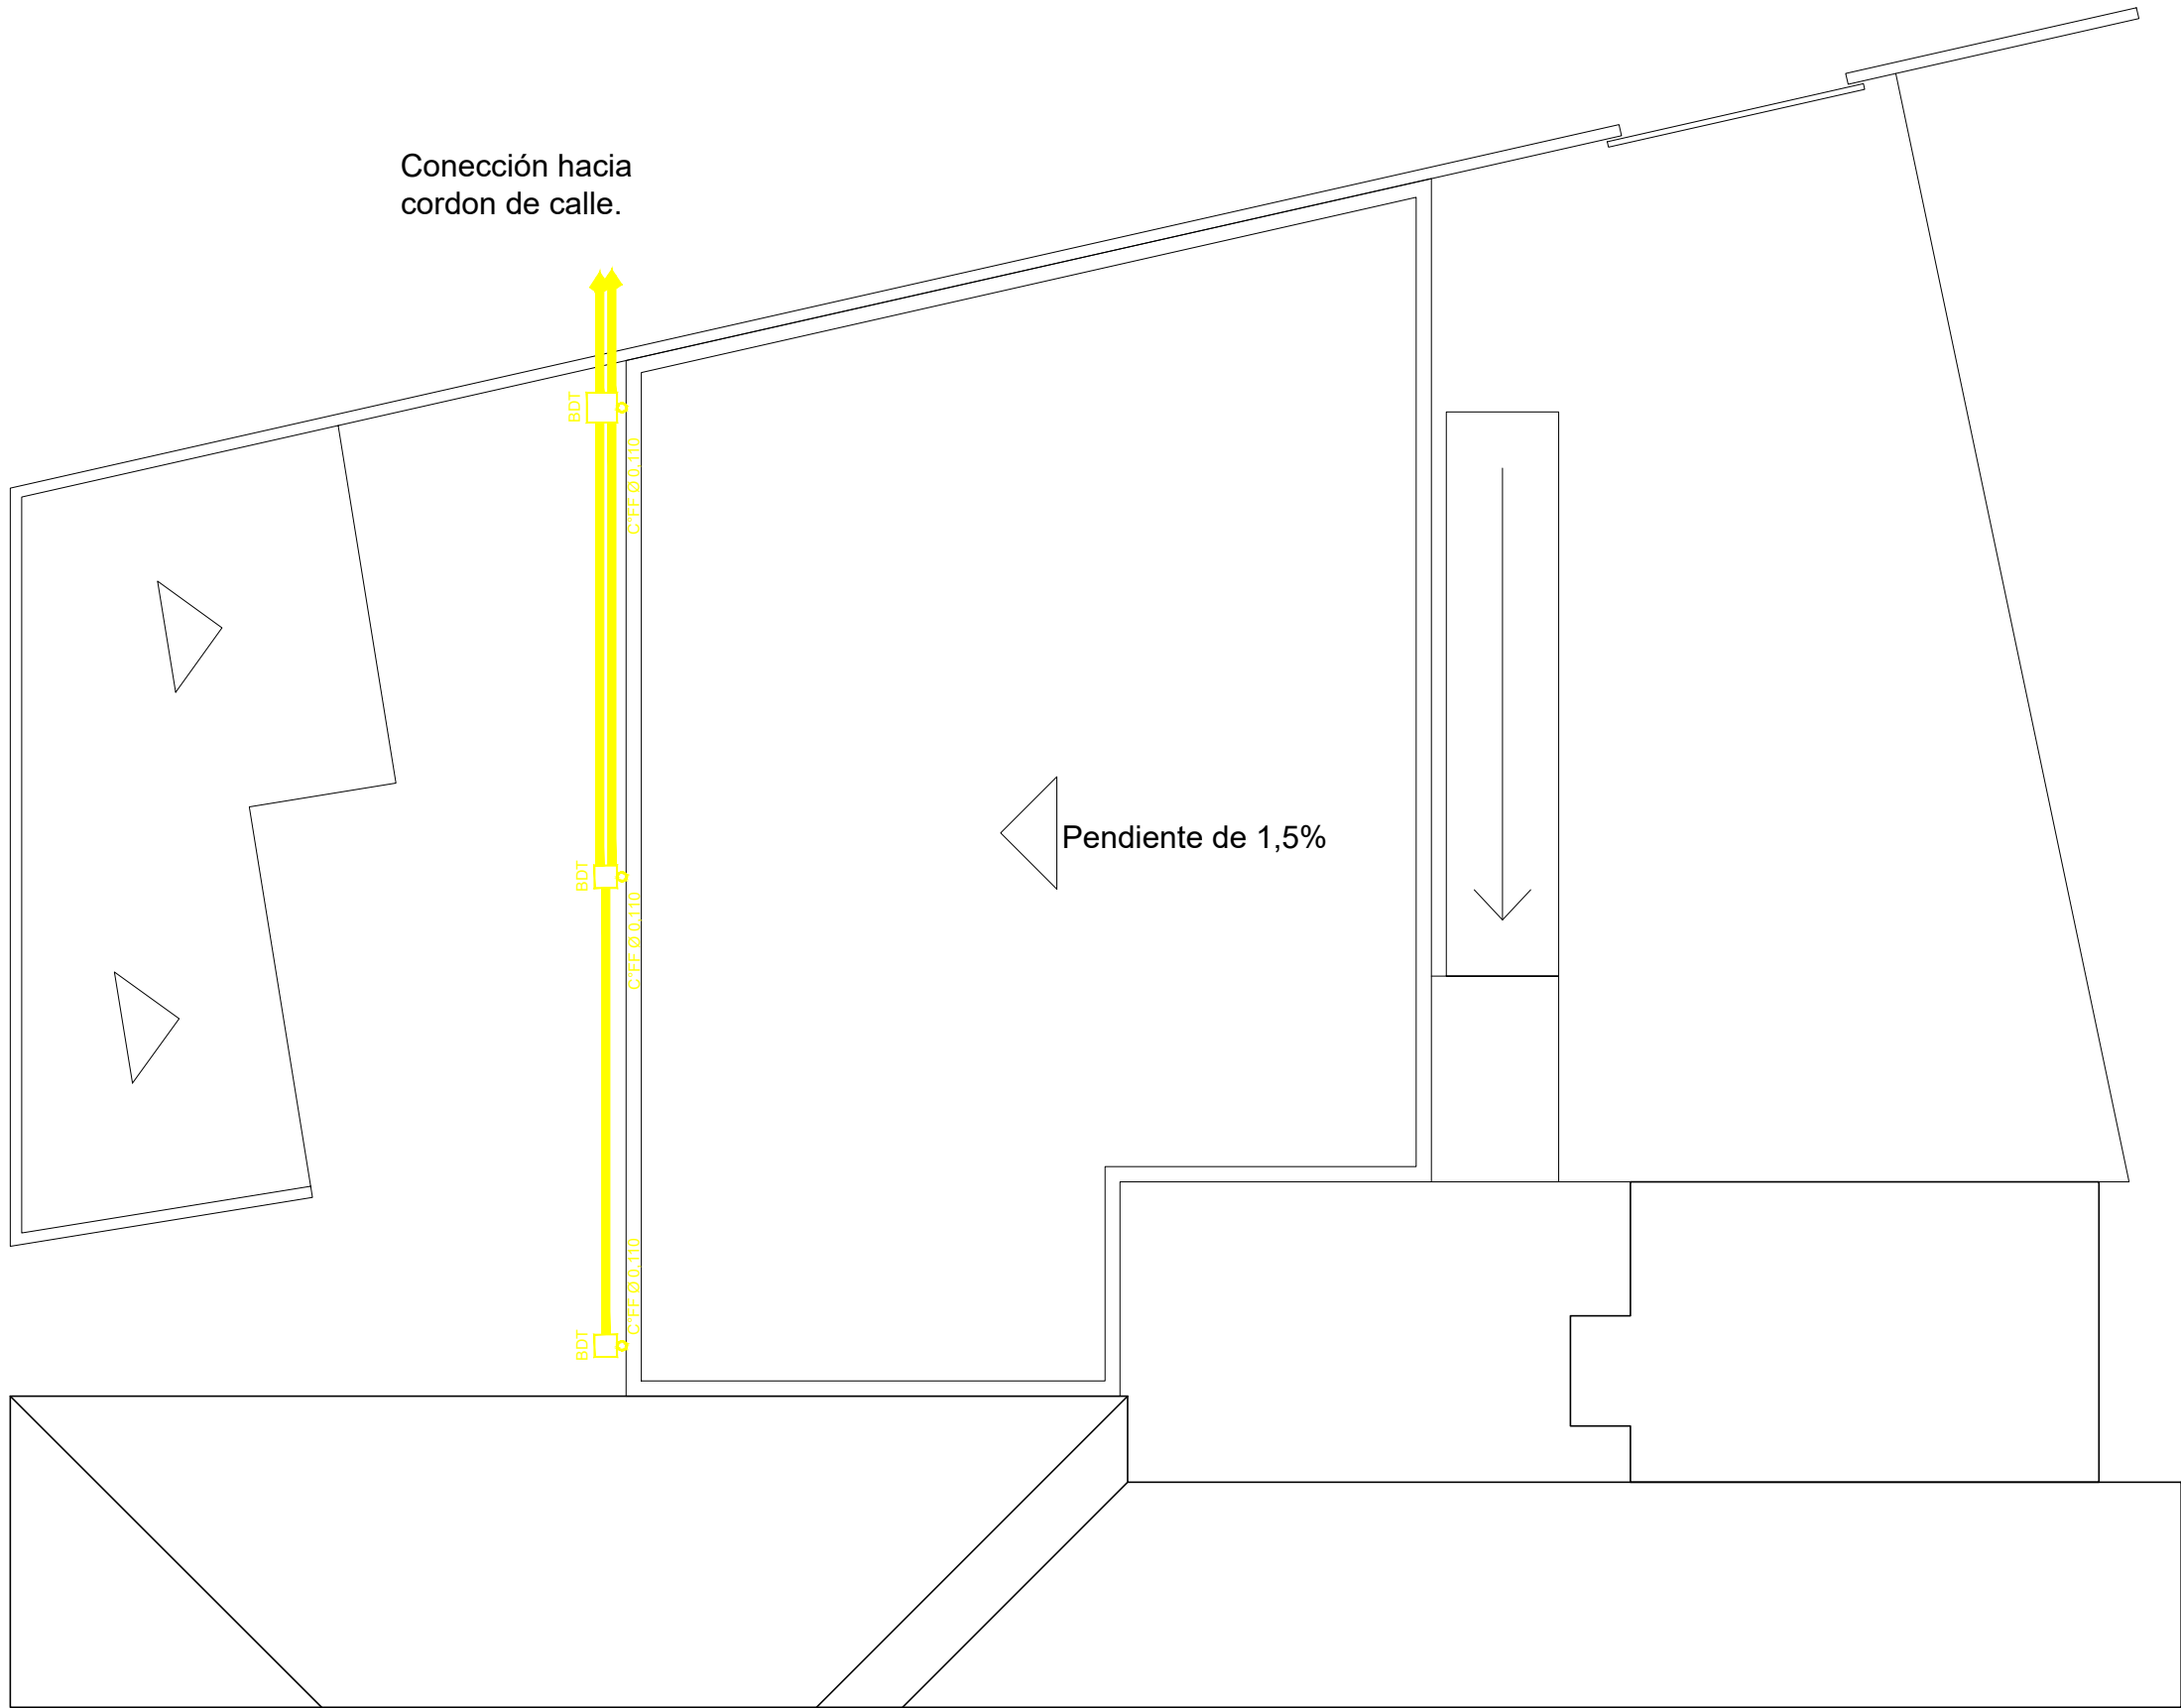 Conección hacia
cordon de calle.
BDT
C°FF Ø 0.110
Pendiente de 1,5%
BDT
C°FF Ø 0.110
C°FF Ø 0.110
BDT